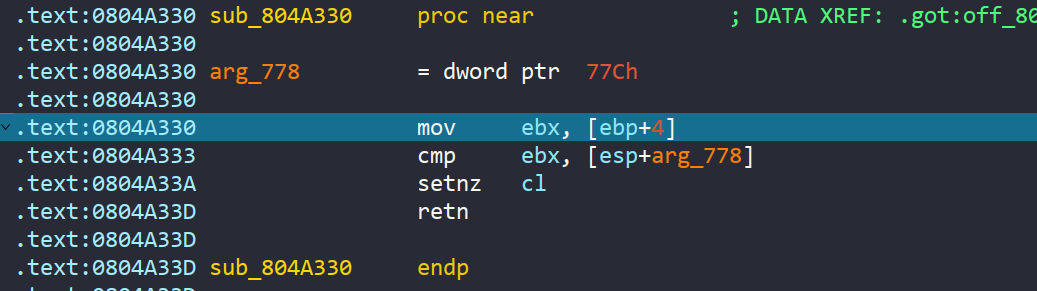 .text:0804A330 sub_804A330 proc near ; DATA XREF: .got:off_80
.text:0804A330
.text:0804A330 arg_778 = dword ptr 77Ch
.text:0804A330
.text:0804A330 mov ebx, [ebp+4]
.text:0804A333 cmp ebx, [esp+arg_778]
.text:0804A33A setnz cl
.text:0804A33D retn
.text:0804A33D
.text:0804A33D sub_804A330 endp